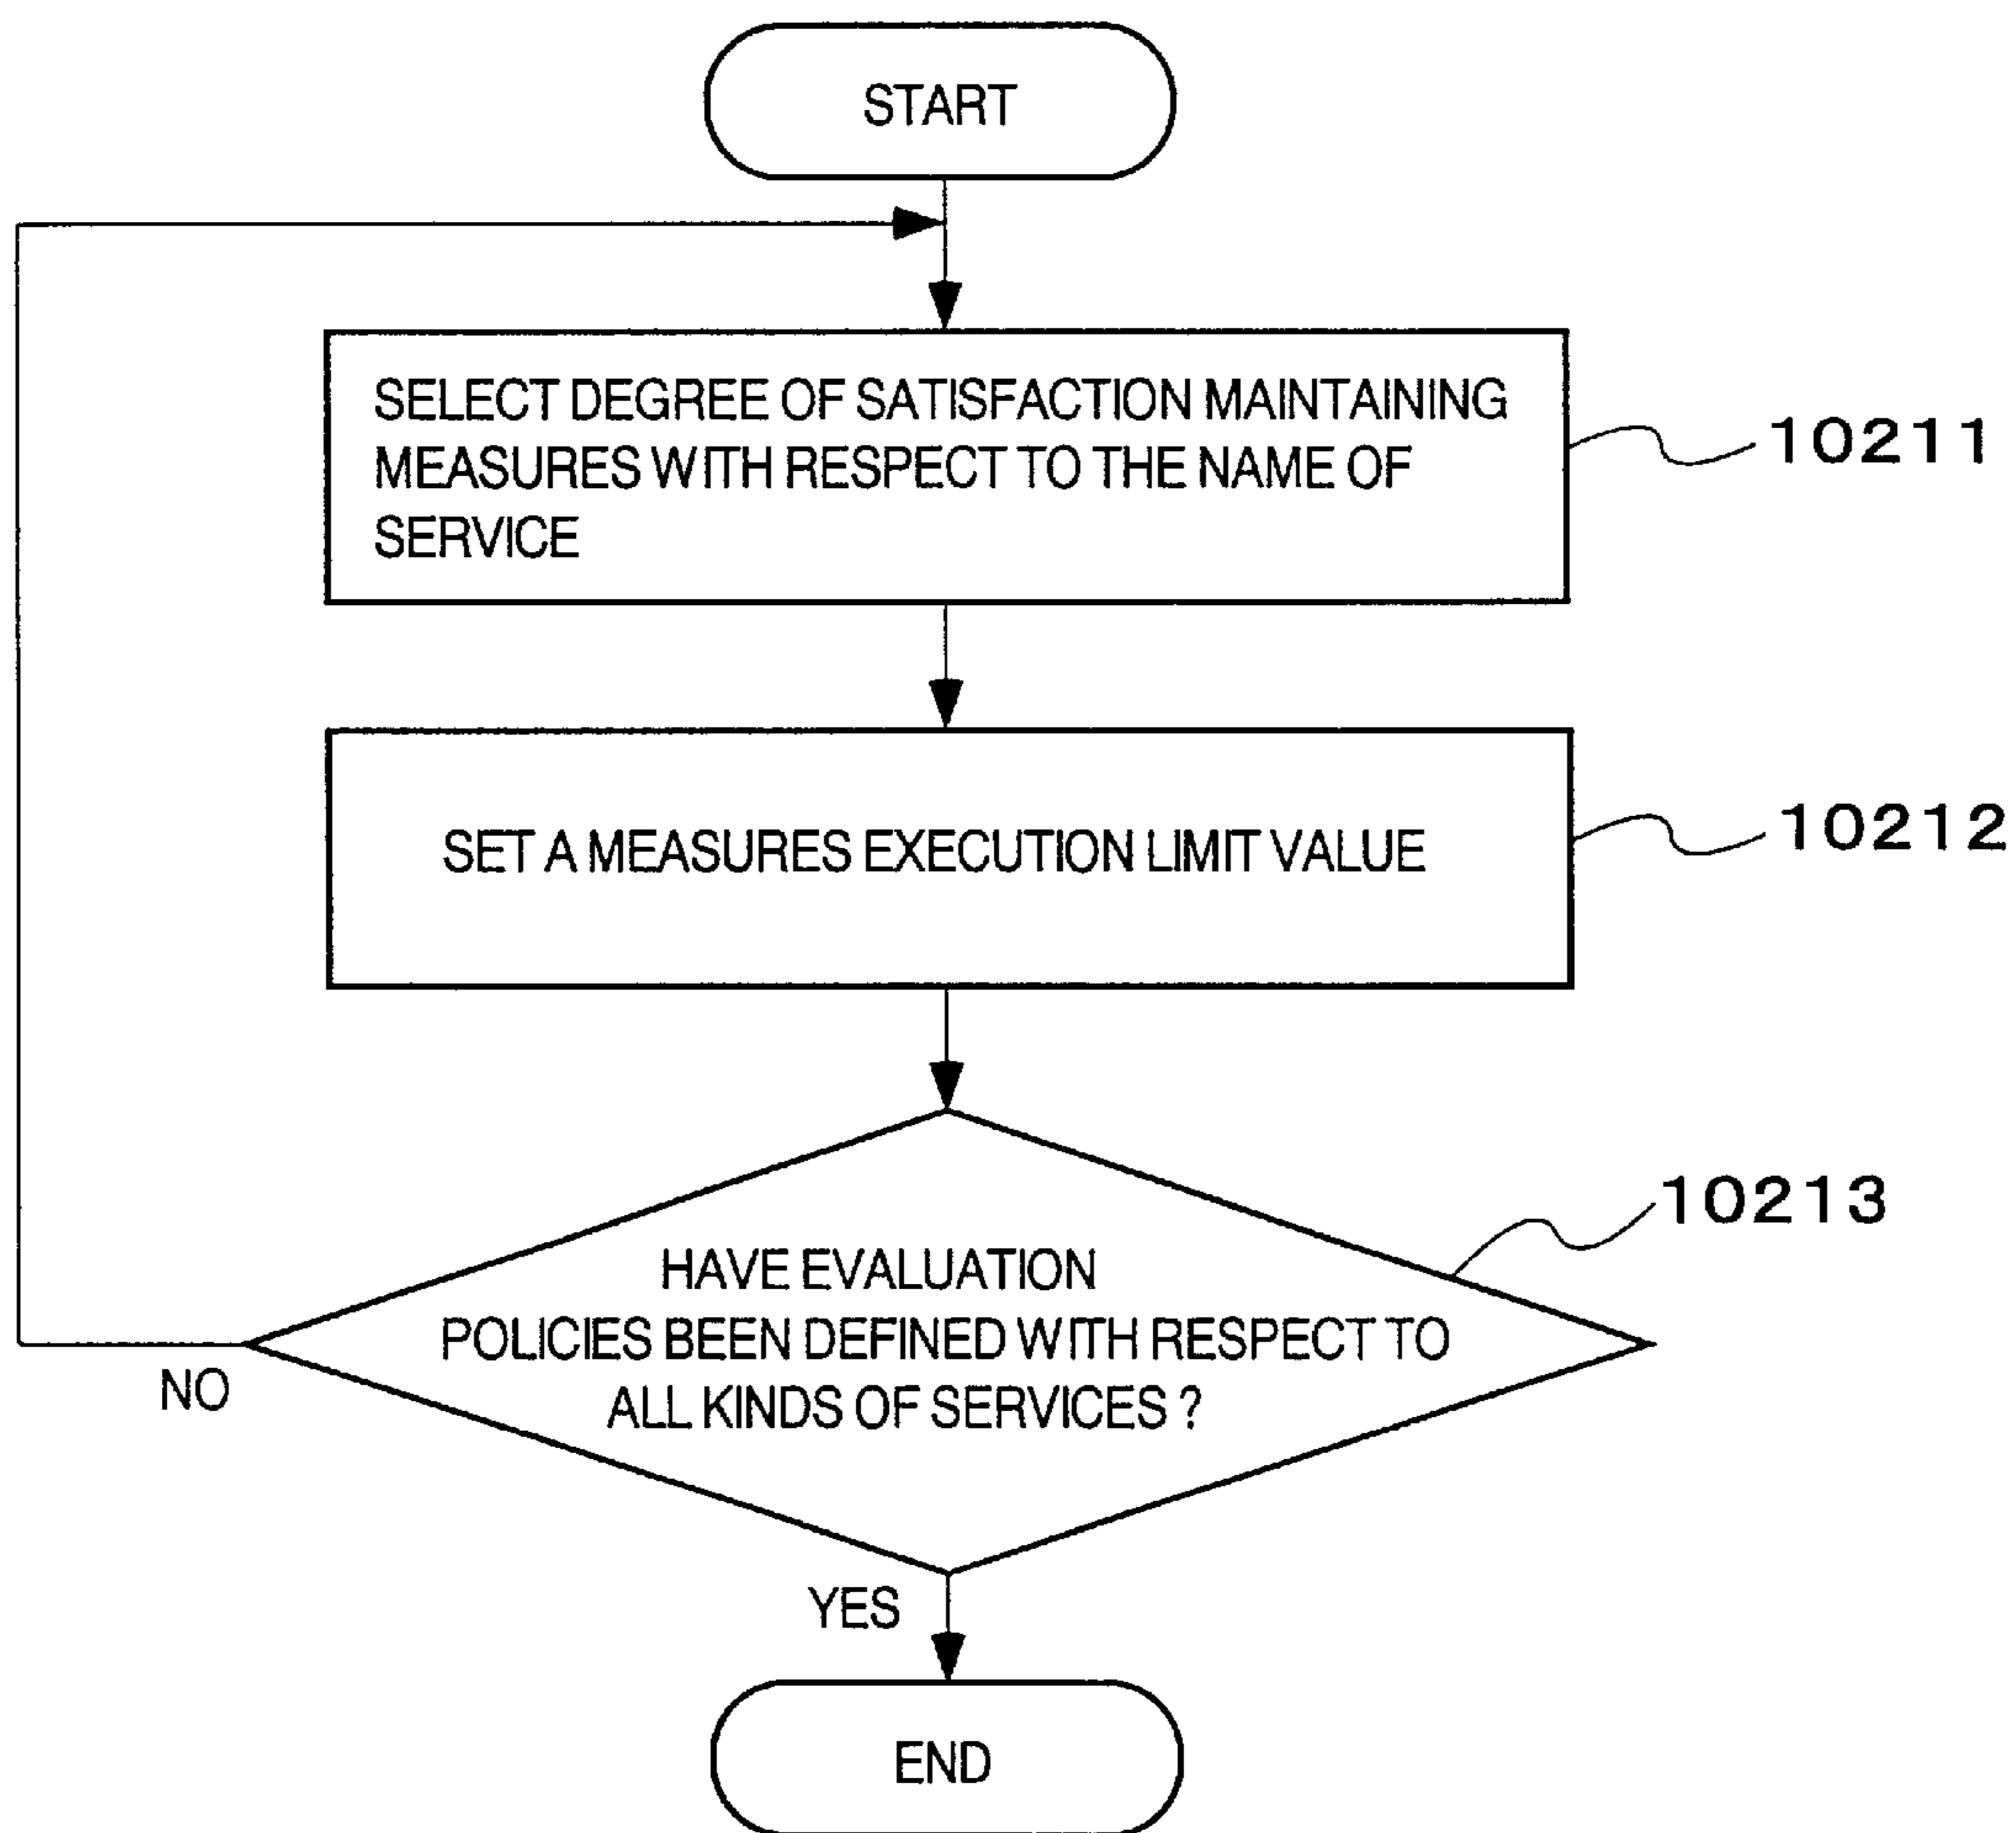 START
SELECT DEGREE OF SATISFACTION MAINTAINING
MEASURES WITH RESPECT TO THE NAME OF
SERVICE
10211
SET A MEASURES EXECUTION LIMIT VALUE
10212
10213
HAVE EVALUATION
POLICIES BEEN DEFINED WITH RESPECT TO
ALL KINDS OF SERVICES ?
NO
YES
END